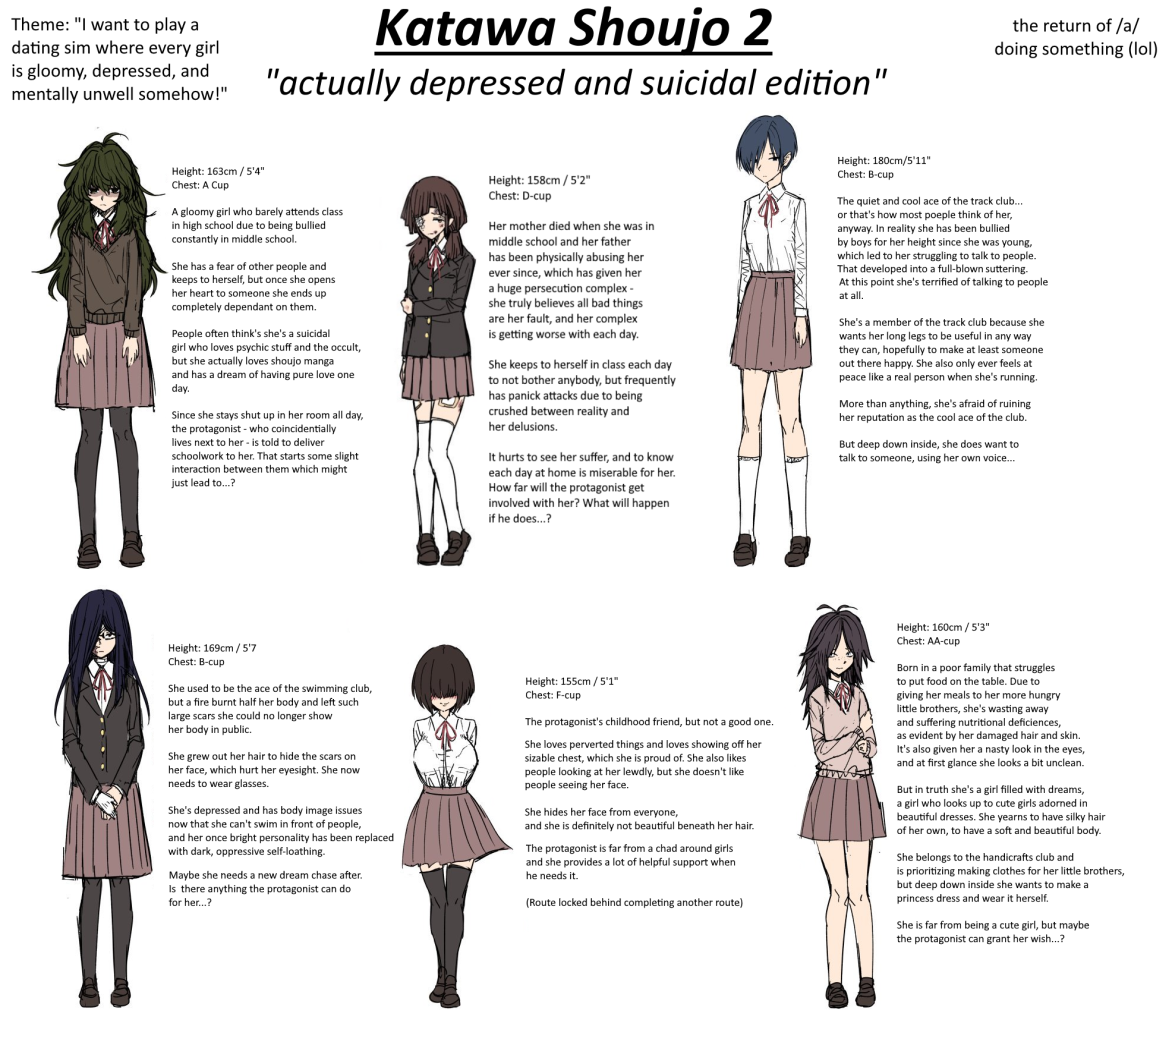 Theme: "I want to play a
dating sim where every girl
is gloomy, depressed, and
mentally unwell somehow!"
Katawa Shoujo 2
"actually depressed and suicidal edition"
the return of /a/
doing something (lol)
Height: 163cm / 5'4"
Chest: A Cup
A gloomy girl who barely attends class
in high school due to being bullied
constantly in middle school.
She has a fear of other people and
keeps to herself, but once she opens
her heart to someone she ends up
completely dependant on them.
People often think's she's a suicidal
girl who loves psychic stuff and the occult,
but she actually loves shoujo manga
and has a dream of having pure love one
day.
Since she stays shut up in her room all day,
the protagonist - who coincidentally
lives next to her - is told to deliver
schoolwork to her. That starts some slight
interaction between them which might
just lead to...?
Height: 158cm / 5'2"
Chest: D-cup
Her mother died when she was in
middle school and her father
has been physically abusing her
ever since, which has given her
a huge persecution complex -
she truly believes all bad things
are her fault, and her complex
is getting worse with each day.
She keeps to herself in class each day
to not bother anybody, but frequently
has panick attacks due to being
crushed between reality and
her delusions.
It hurts to see her suffer, and to know
each day at home is miserable for her.
How far will the protagonist get
involved with her? What will happen
if he does...?
Height: 180cm/5'11"
Chest: B-cup
The quiet and cool ace of the track club...
or that's how most poeple think of her,
anyway. In reality she has been bullied
by boys for her height since she was young,
which led to her struggling to talk to people.
That developed into a full-blown suttering.
At this point she's terrified of talking to people
at all.
She's a member of the track club because she
wants her long legs to be useful in any way
they can, hopefully to make at least someone
out there happy. She also only ever feels at
peace like a real person when she's running.
More than anything, she's afraid of ruining
her reputation as the cool ace of the club.
But deep down inside, she does want to
talk to someone, using her own voice...
Height: 169cm / 5'7
Chest: B-cup
She used to be the ace of the swimming club,
but a fire burnt half her body and left such
large scars she could no longer show
her body in public.
She grew out her hair to hide the scars on
her face, which hurt her eyesight. She now
needs to wear glasses.
She's depressed and has body image issues
now that she can't swim in front of people,
and her once bright personality has been replaced
with dark, oppressive self-loathing.
Maybe she needs a new dream chase after.
Is there anything the protagonist can do
for her...?
Height: 155cm / 5'1"
Chest: F-cup
The protagonist's childhood friend, but not a good one.
She loves perverted things and loves showing off her
sizable chest, which she is proud of. She also likes
people looking at her lewdly, but she doesn't like
people seeing her face.
She hides her face from everyone,
and she is definitely not beautiful beneath her hair.
The protagonist is far from a chad around girls
and she provides a lot of helpful support when
he needs it.
(Route locked behind completing another route)
Height: 160cm / 5'3"
Chest: AA-cup
Born in a poor family that struggles
to put food on the table. Due to
giving her meals to her more hungry
little brothers, she's wasting away
and suffering nutritional deficiences,
as evident by her damaged hair and skin.
It's also given her a nasty look in the eyes,
and at first glance she looks a bit unclean.
But in truth she's a girl filled with dreams,
a girl who looks up to cute girls adorned in
beautiful dresses. She yearns to have silky hair
of her own, to have a soft and beautiful body.
She belongs to the handicrafts club and
is prioritizing making clothes for her little brothers,
but deep down inside she wants to make a
princess dress and wear it herself.
She is far from being a cute girl, but maybe
the protagonist can grant her wish...?